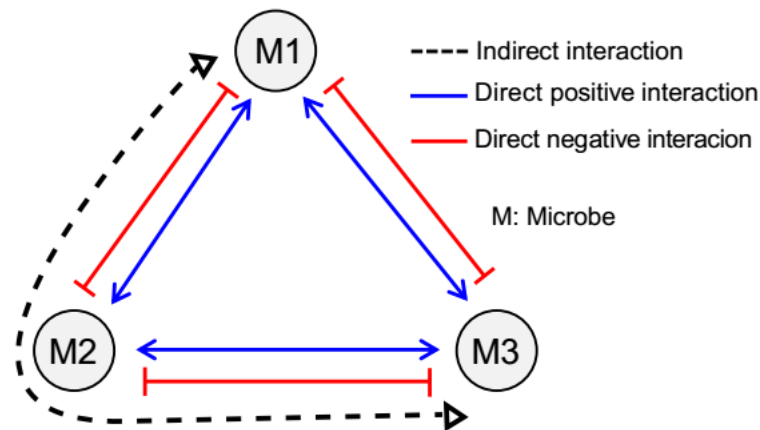 M1
Indirect interaction
Direct positive interaction
Direct negative interacion
M: Microbe
M2
M3